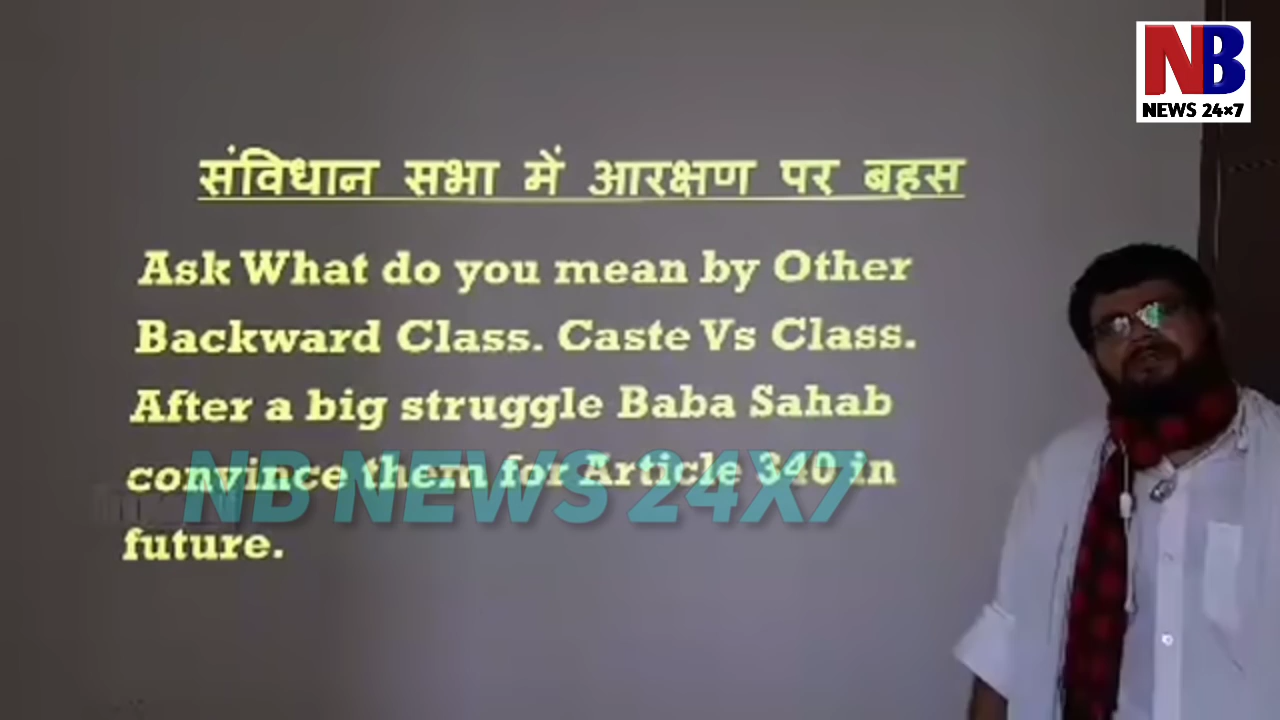 NB
NEWS 24×7
संविधान सभा में आरक्षण पर बहस
Ask What do you mean by Other
Backward Class. Caste Vs Class.
After a big struggle Baba Sahab
convince them for Article 340 in
NB NEWS 24X7
future.